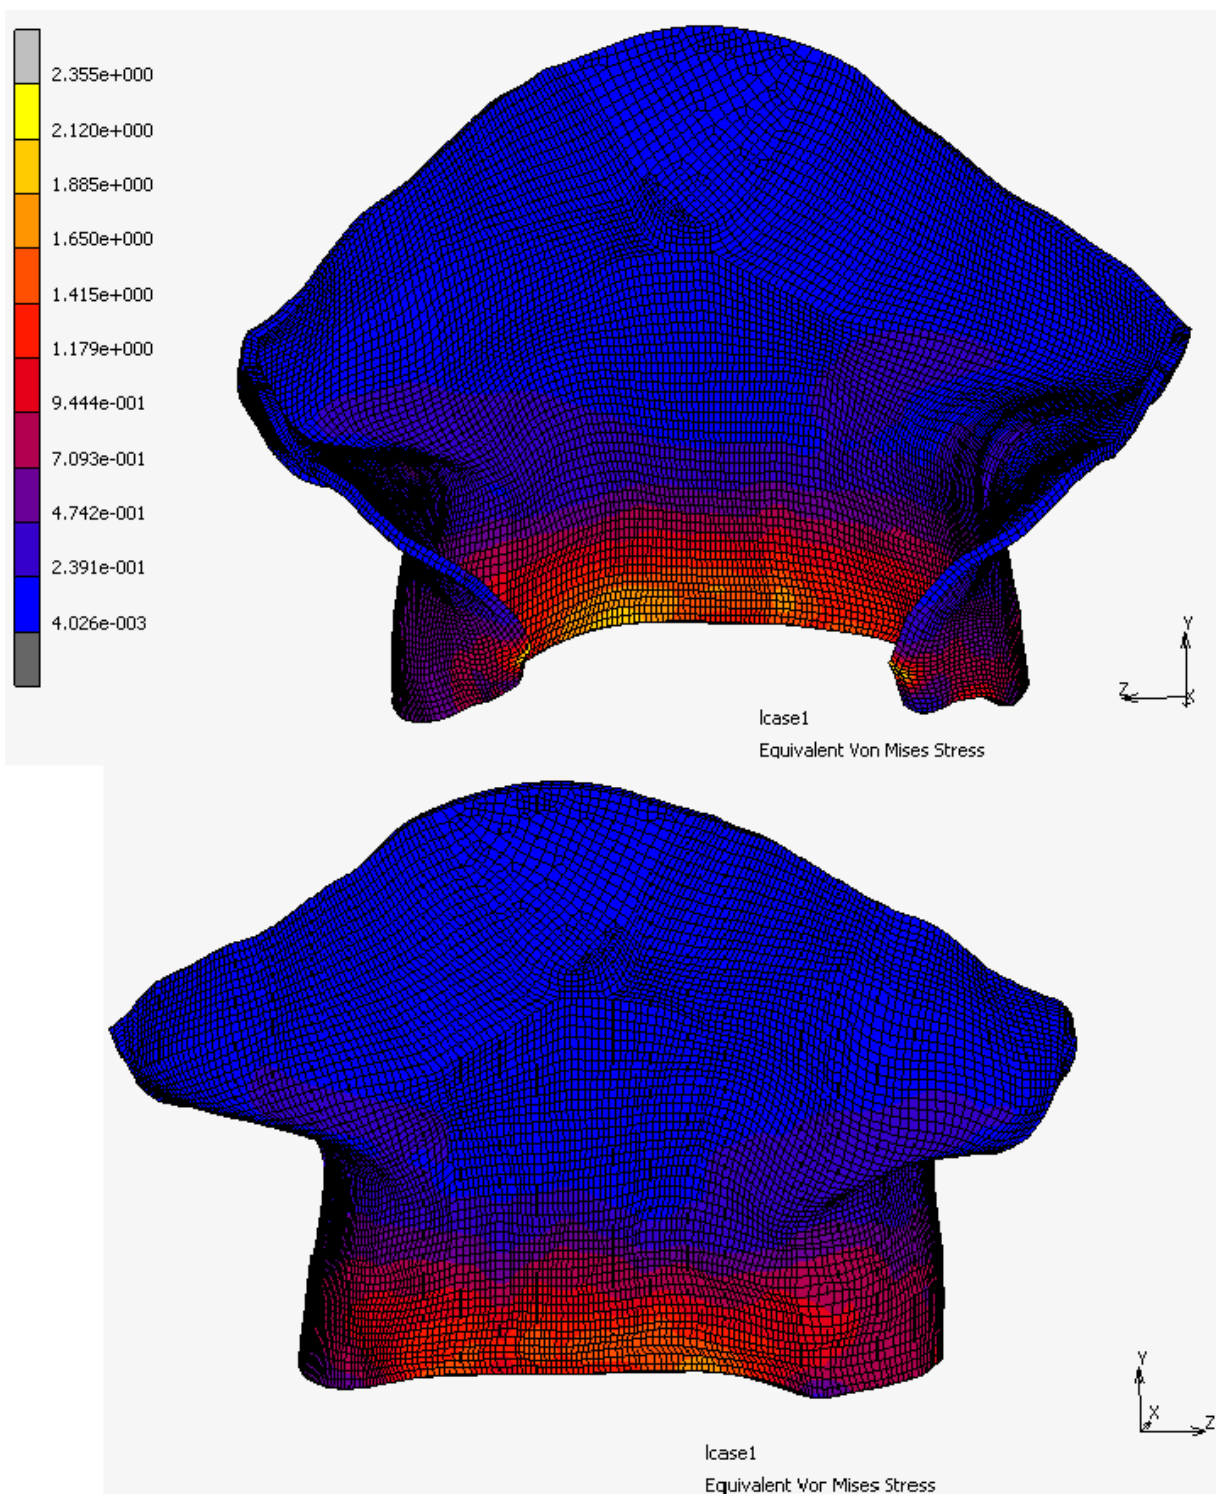 2.355e+000
2.120e+000
1.885e+000
1.650e+000
1.415e+000
1.179e+000
9.444e-001
7.093e-001
4.742e-001
2.391e-001
4.026e-003
Y
Z
X
lcase1
Equivalent Von Mises Stress
Y
X
Z
lcase1
Equivalent Vor Mises Stress